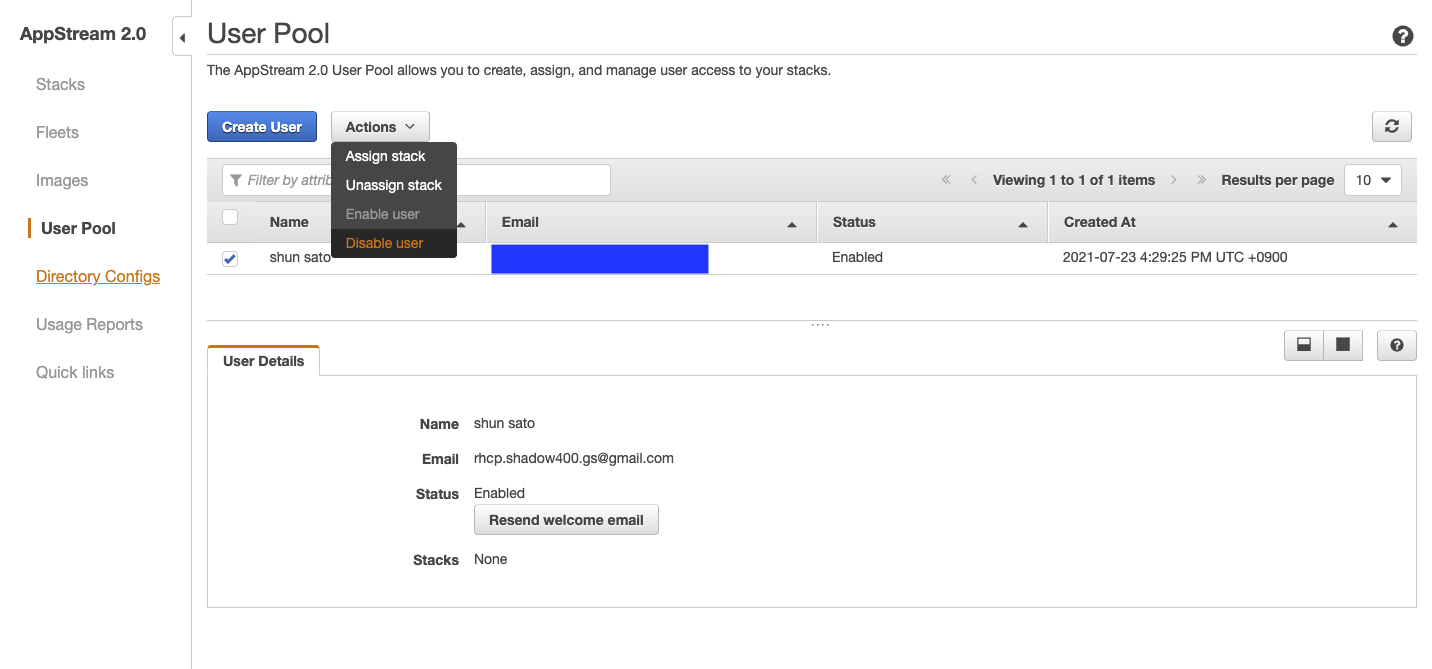 AppStream 2.0
Stacks
Fleets
Images
User Pool
Directory Configs
Usage Reports
Quick links
User Pool
The AppStream 2.0 User Pool allows you to create, assign, and manage user access to your stacks.
Create User
Actions
Assign stack
Unassign stack
Enable user
Disable user
Filter by attrib
Viewing 1 to 1 of 1 items
Results per page
10
Name
Email
Status
Created At
shun sato
Enabled
2021-07-23 4:29:25 PM UTC +0900
User Details
Name shun sato
Email rhcp.shadow400.gs@gmail.com
Status Enabled
Resend welcome email
Stacks None